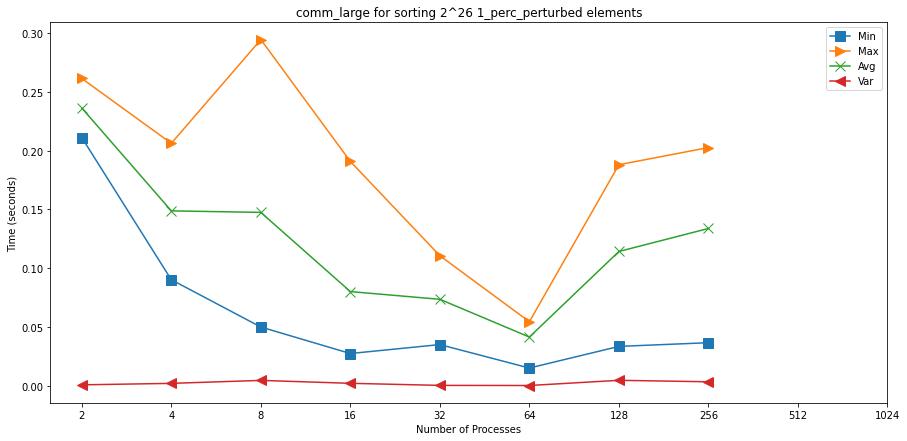 comm_large for sorting 2^26 1_perc_perturbed elements
Min
Max
Avg
Var
0.30
0.25
0.20
0.15
0.10
0.05
0.00
Time (seconds)
2 4 8 16 32 64 128 256 512 1024
Number of Processes